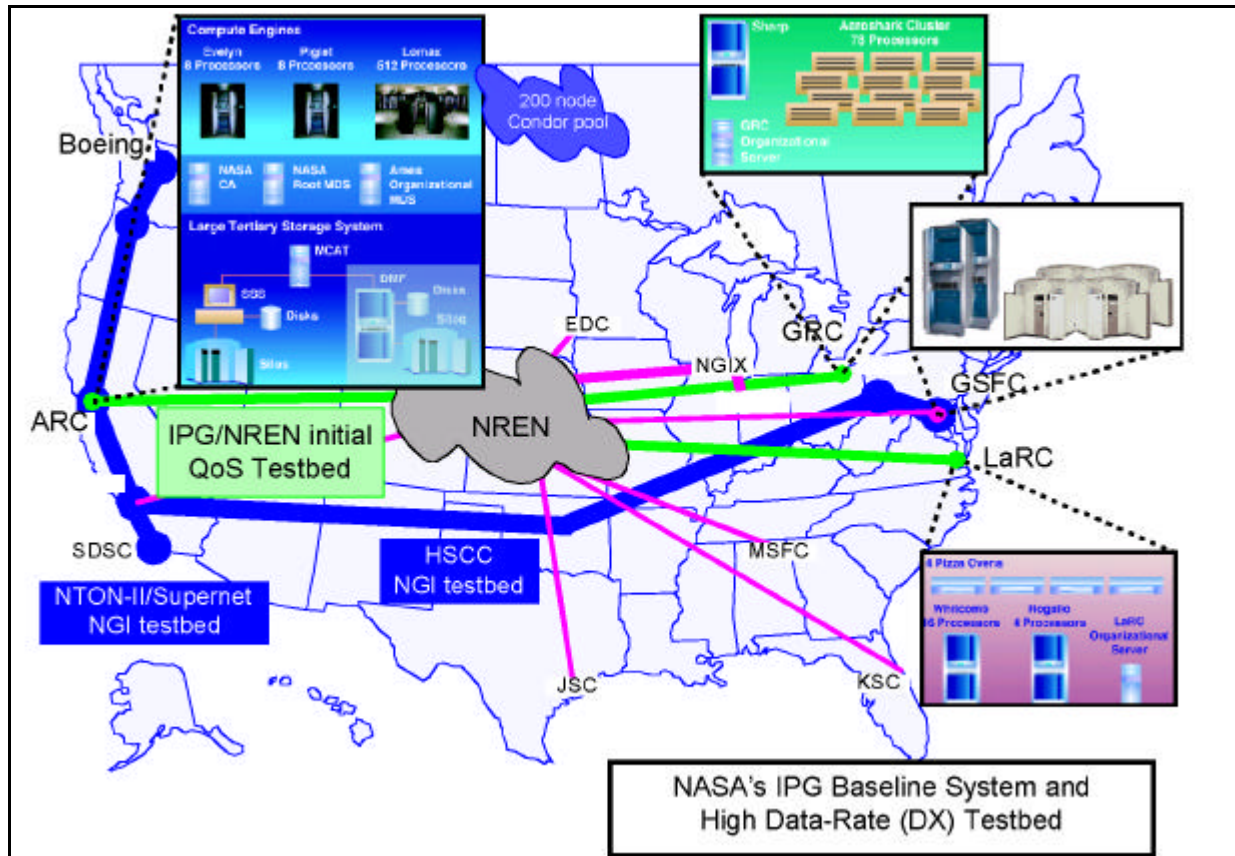 Compute Engines
Evelyn
8 Processors
Piglet
8 Processors
Lomax
512 Processors
NASA
CA
NASA
Root MDS
Ames
Organizational
MDS
Large Tertiary Storage System
MCAT
DMF
Disks
Disks
Silos
Silos
200 node
Condor pool
Sharp
Aeroshark Cluster
76 Processors
GRC
Organizational
Server
Boeing
EDC
NGIX
GRC
GSFC
ARC
IPG/NREN initial
QoS Testbed
NREN
LaRC
SDSC
HSCC
NGI testbed
MSFC
NTON-II/Supernet
NGI testbed
JSC
KSC
4 Pizza Ovens
Whitcomb
16 Processors
Rogallo
4 Processors
LaRC
Organizational
Server
NASA's IPG Baseline System and
High Data-Rate (DX) Testbed